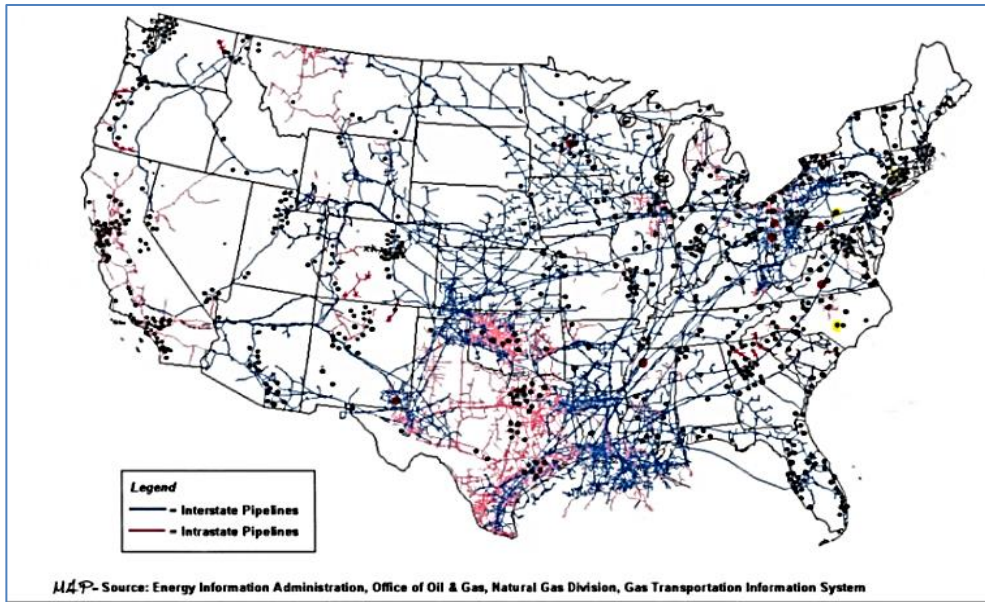 Legend
= Interstate Pipelines
= Intrastate Pipelines
MAP- Source: Energy Information Administration, Office of Oil & Gas, Natural Gas Division, Gas Transportation Information System